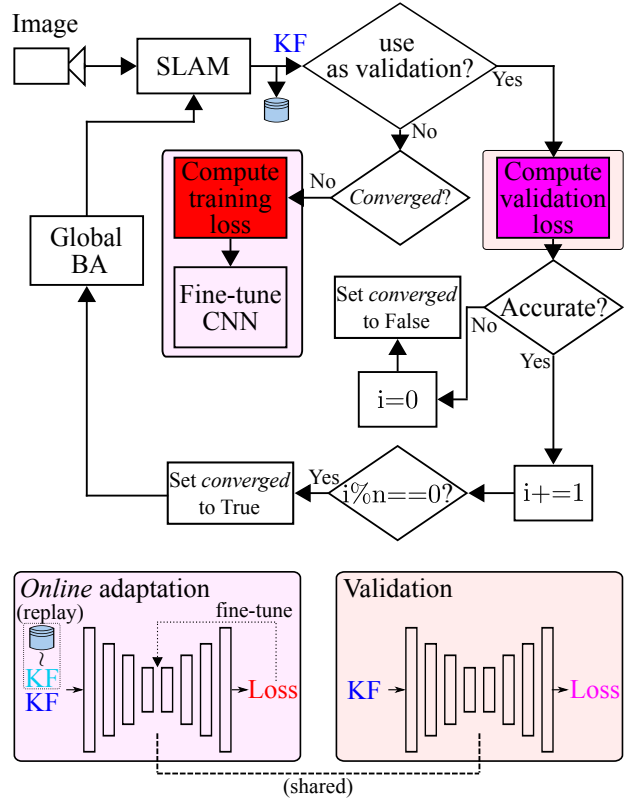 Image
SLAM
KF
use
as validation?
Yes
No
Compute
training
loss
No
Converged?
Compute
validation
loss
Global
BA
Fine-tune
CNN
Set converged
to False
Accurate?
No
Yes
i=0
Set converged
to True
Yes
i%n==0?
i+=1
Online adaptation
(replay)
fine-tune
KF
KF
Loss
Validation
KF
Loss
(shared)